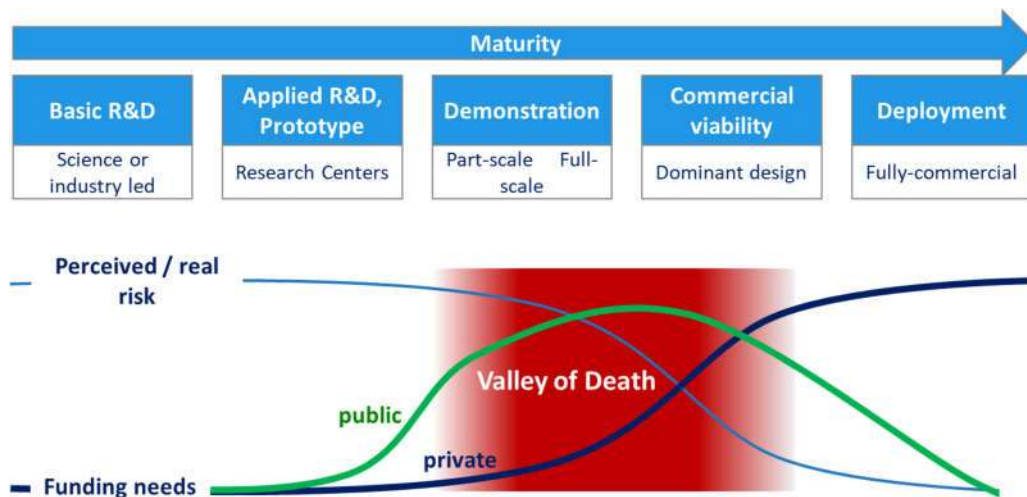 Maturity
Basic R&D
Science or
industry led
Applied R&D,
Prototype
Research Centers
Demonstration
Part-scale Full-
scale
Commercial
viability
Dominant design
Deployment
Fully-commercial
Perceived / real
risk
Valley of Death
public
private
Funding needs